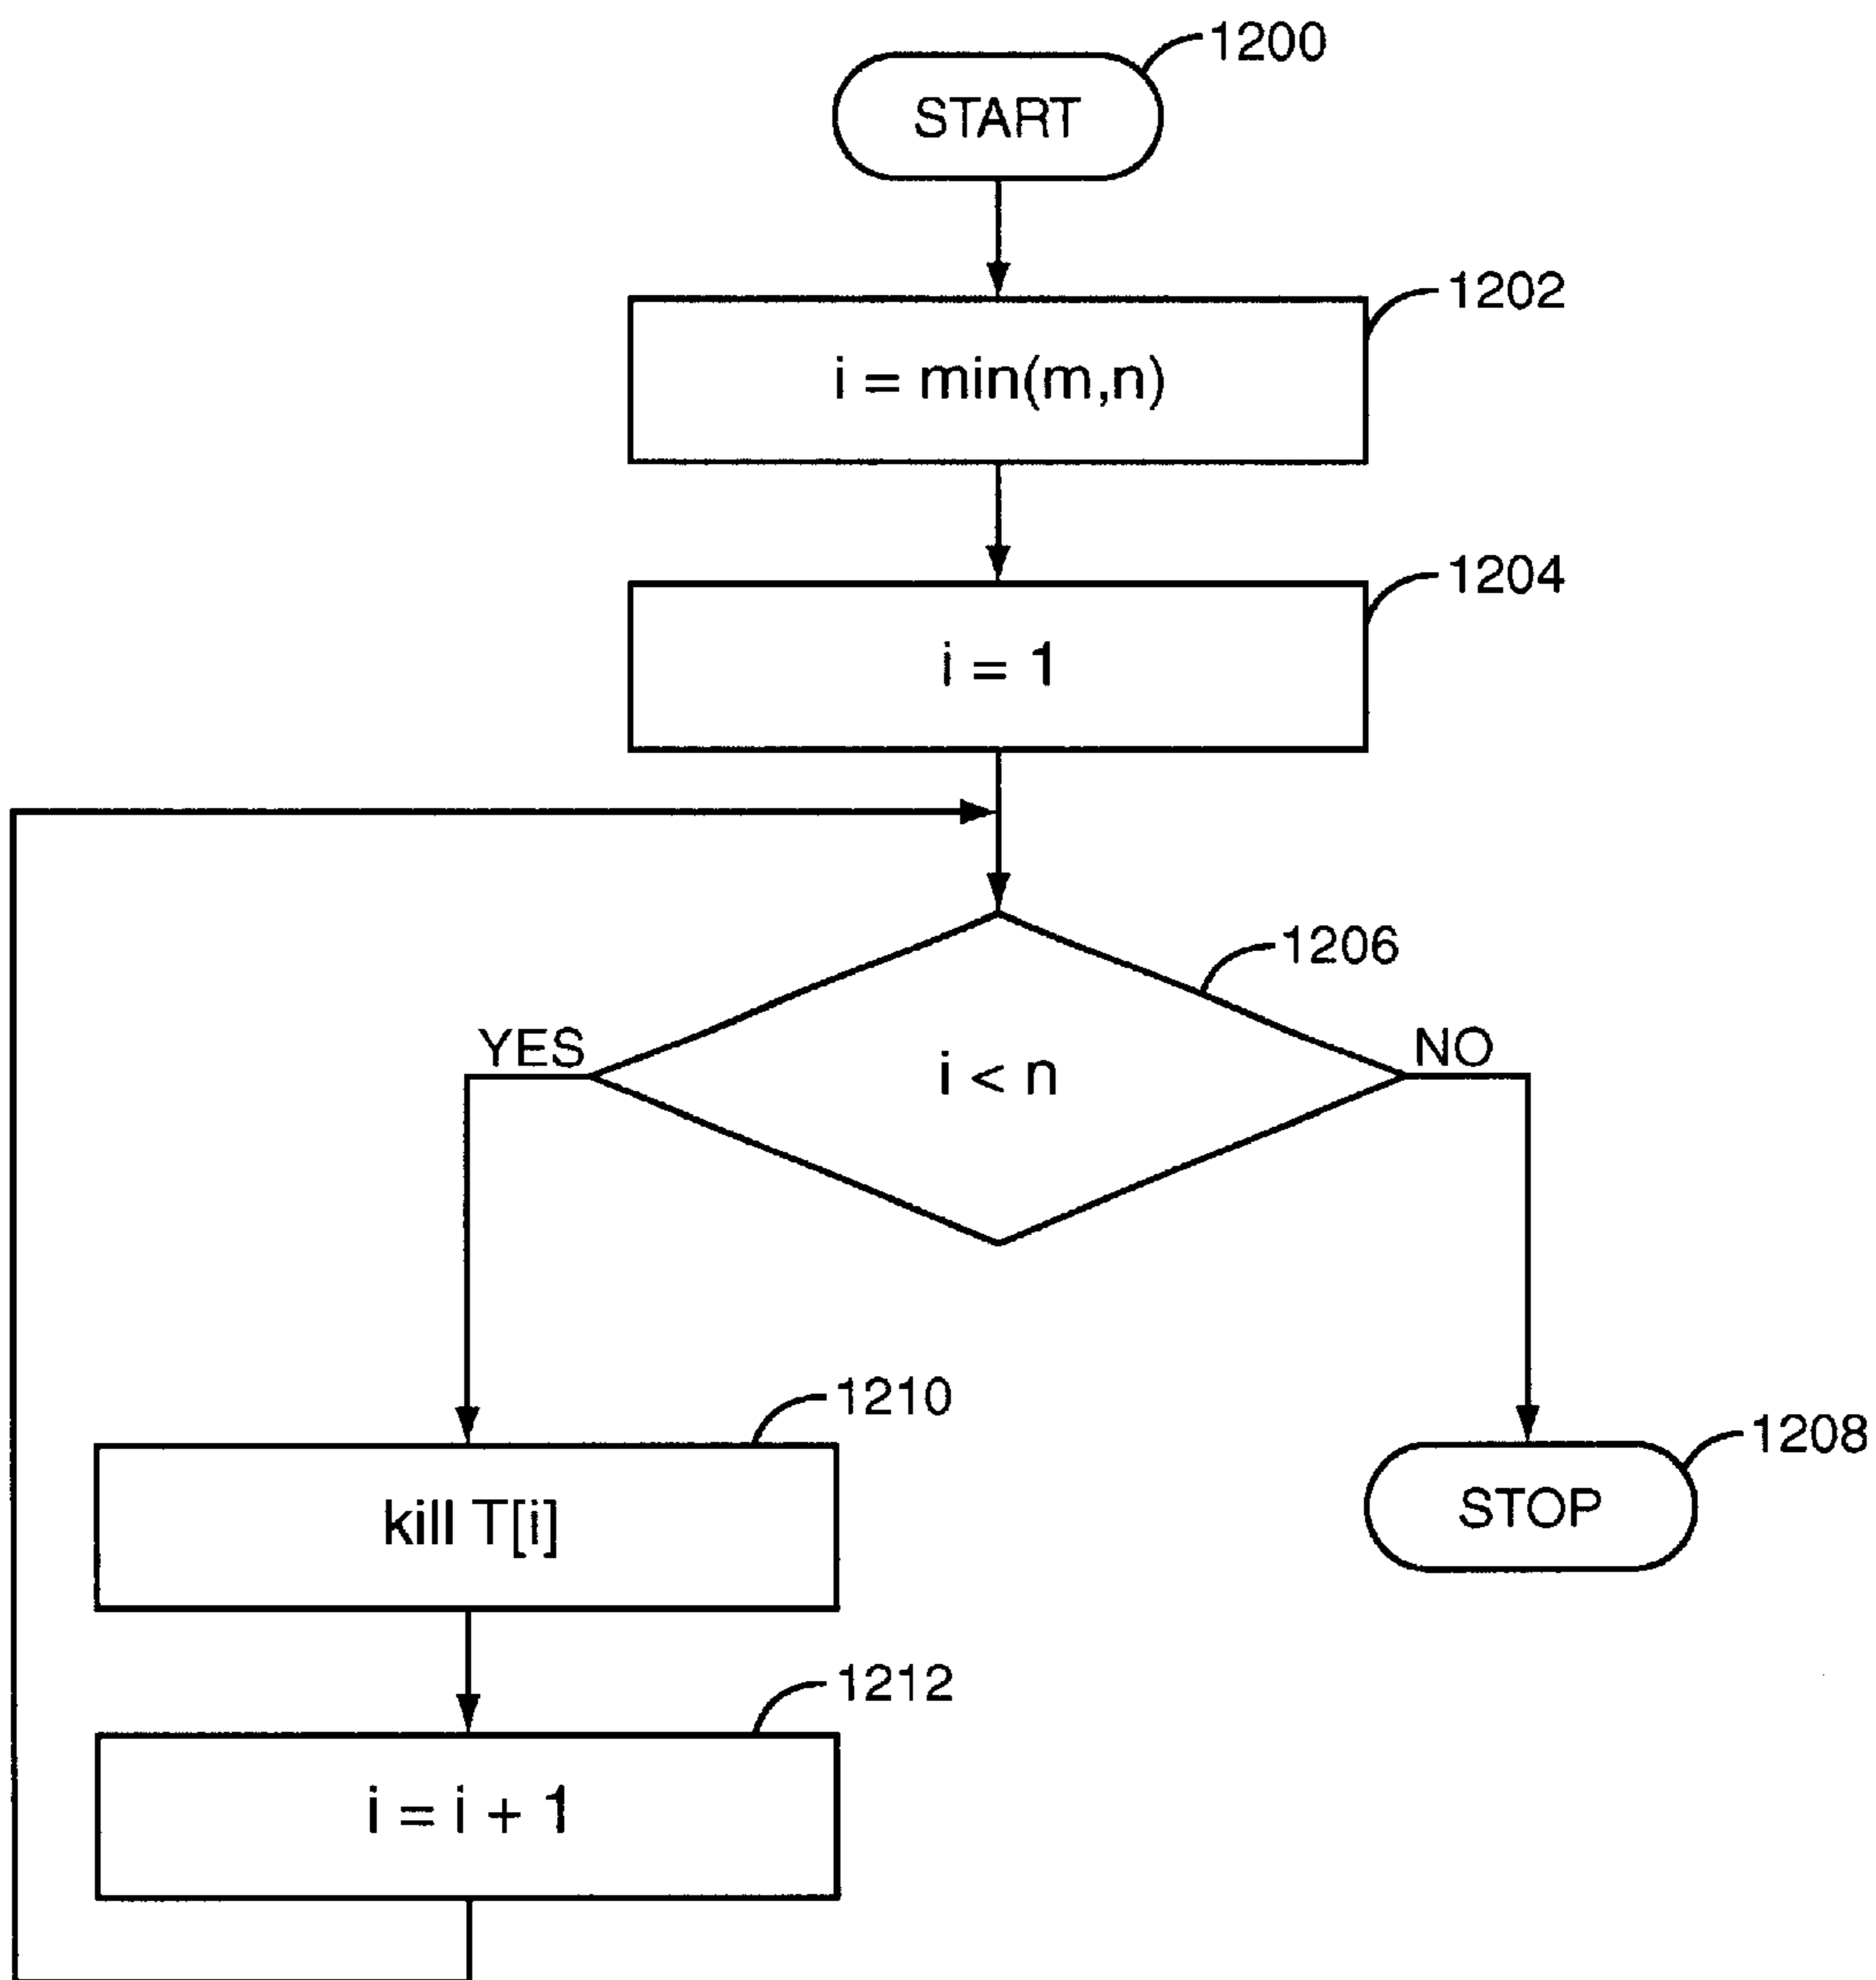 1200
START
1202
i = min(m,n)
1204
i = 1
1206
YES
i < n
NO
1210
kill T[i]
1208
STOP
1212
i = i + 1